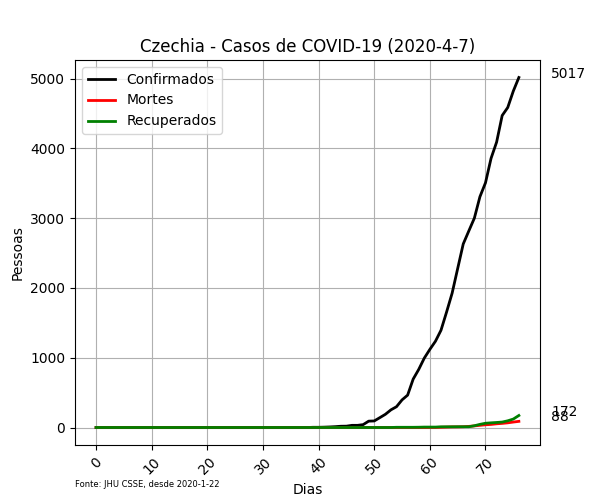 Czechia - Casos de COVID-19 (2020-4-7)
Confirmados
Mortes
Recuperados
5017
172
88
5000
4000
3000
2000
1000
0
Pessoas
0
10
20
30
40
50
60
70
Dias
Fonte: JHU CSSE, desde 2020-1-22